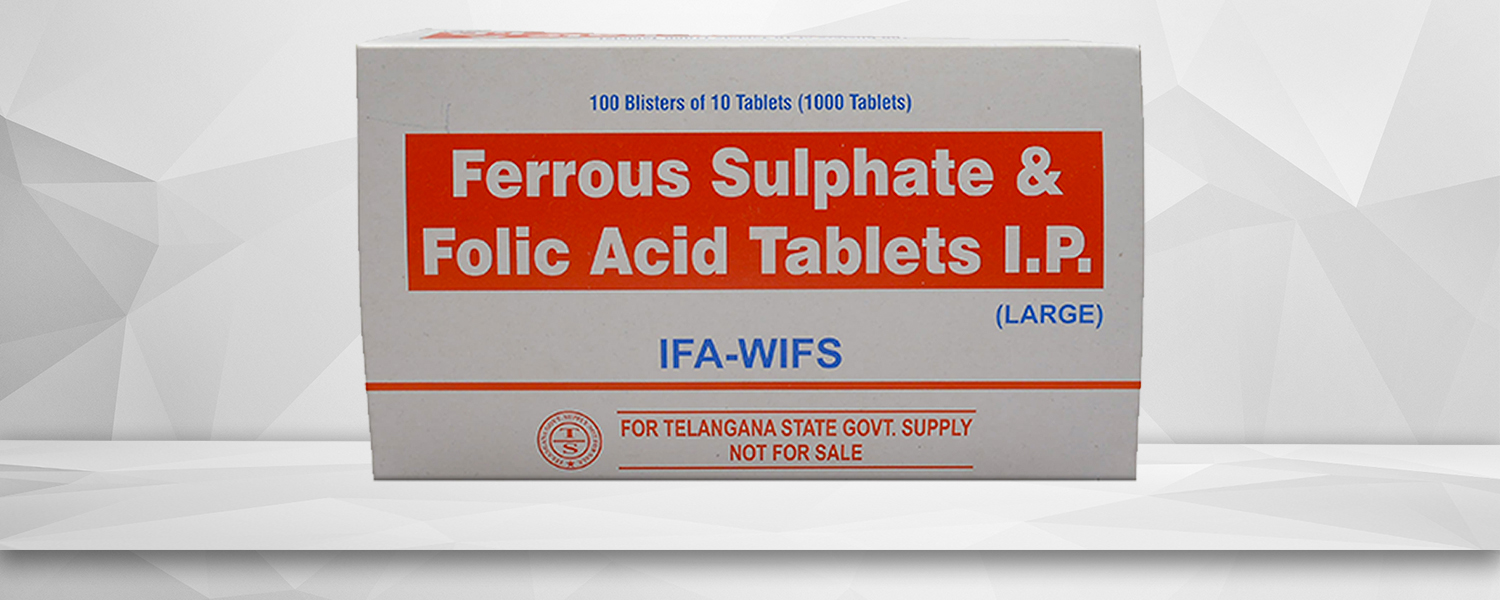 100 Blisters of 10 Tablets (1000 Tablets)
Ferrous Sulphate &
Folic Acid Tablets I.P.
(LARGE)
IFA-WIFS
T
S
FOR TELANGANA STATE GOVT. SUPPLY
NOT FOR SALE